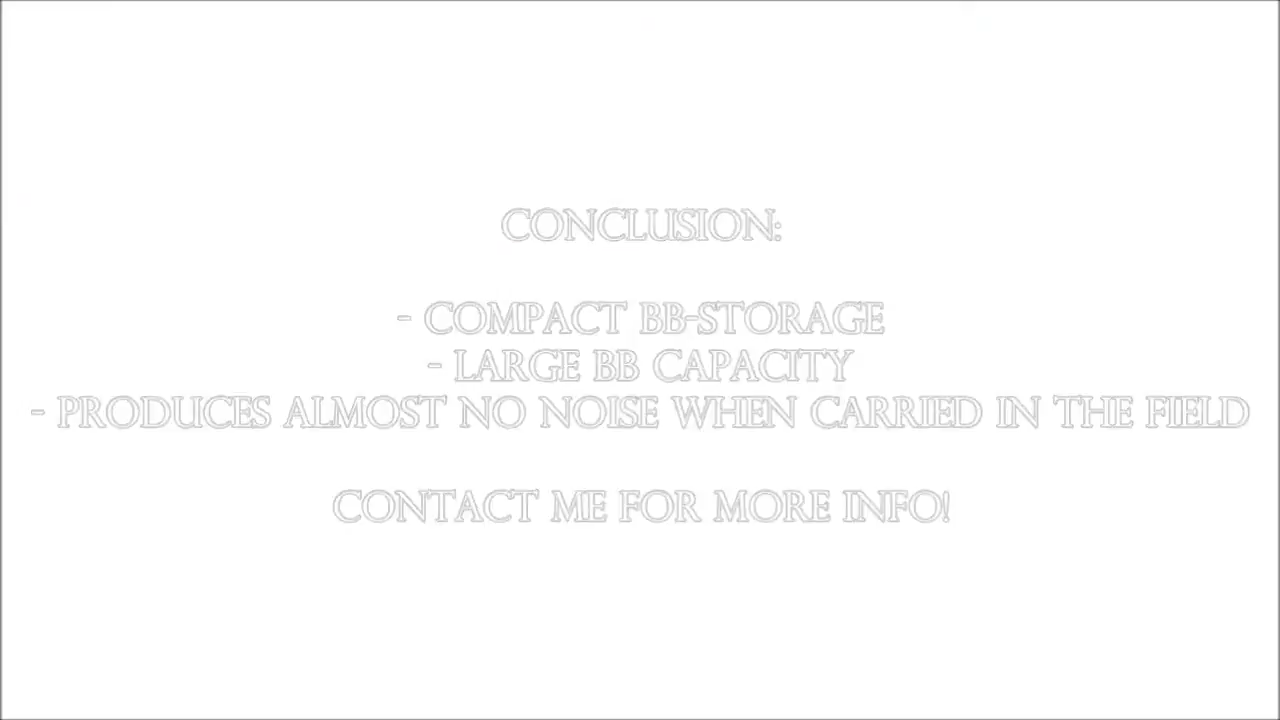 CONCLUSION:
- COMPACT BB-STORAGE
- LARGE BB CAPACITY
- PRODUCES ALMOST NO NOISE WHEN CARRIED IN THE FIELD
CONTACT ME FOR MORE INFO!